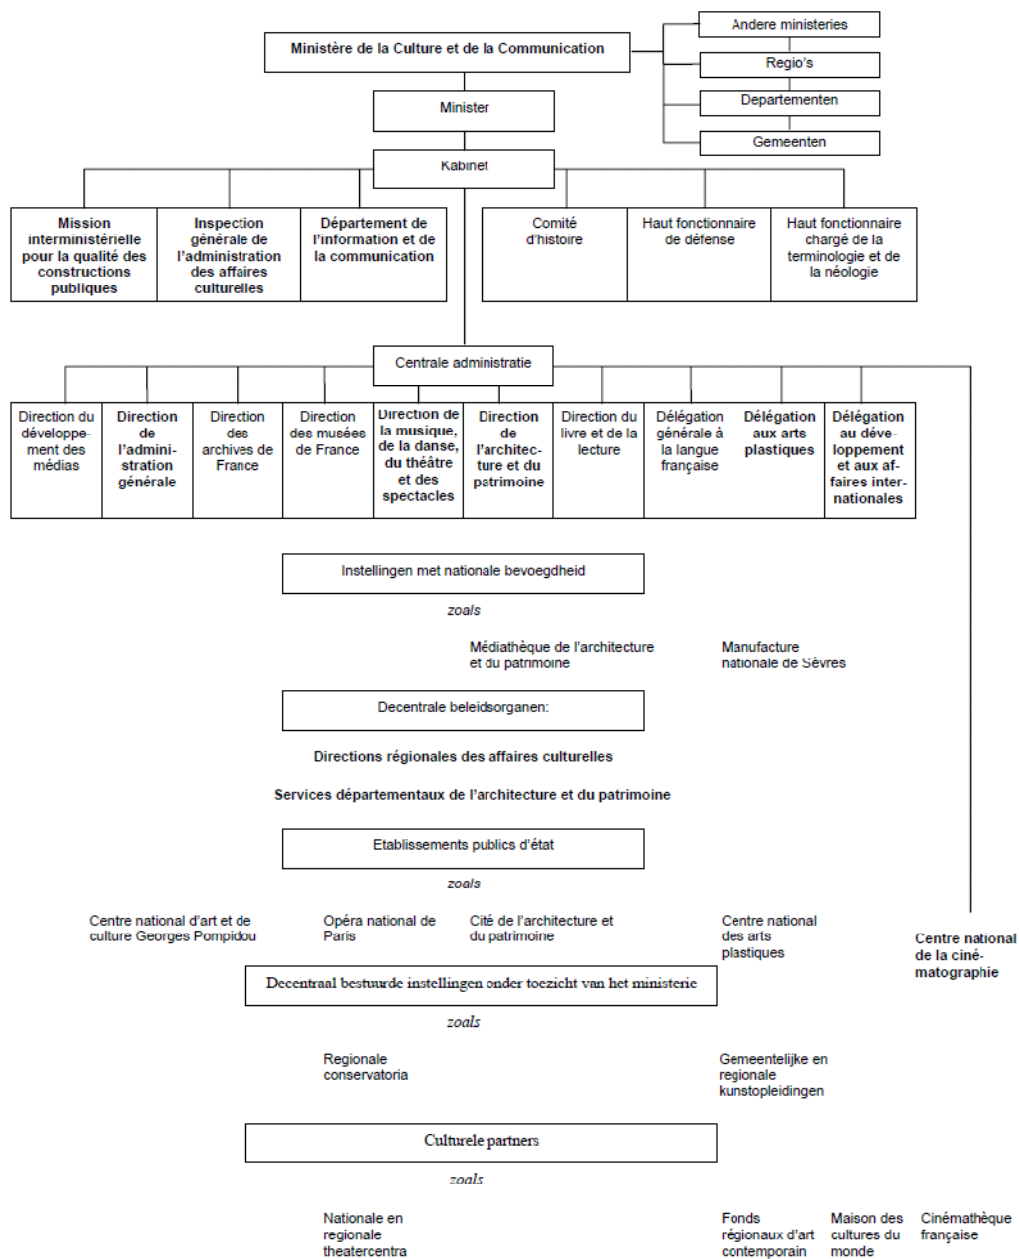 Andere ministeries
Ministère de la Culture et de la Communication
Regio's
Departementen
Minister
Gemeenten
Kabinet
Mission
interministérielle
pour la qualité des
constructions
publiques
Inspection
générale de
l'administration
des affaires
culturelles
Département de
l'information et de
la communication
Comité
d'histoire
Haut fonctionnaire
de défense
Haut fonctionnaire
chargé de la
terminologie et de
la néologie
Centrale administratie
Direction du
développe-
ment des
médias
Direction
de
l'admini-
stration
générale
Direction
des
archives de
France
Direction
des musées
de France
Direction de
la musique,
de la danse,
du théâtre
et des
spectacles
Direction
de
l'architec-
ture et du
patrimoine
Direction du
livre et de la
lecture
Délégation
générale à
la langue
française
Délégation
aux arts
plastiques
Délégation
au déve-
loppement
et aux af-
faires inter-
nationales
Instellingen met nationale bevoegdheid
zoals
Médiathèque de l'architecture
et du patrimoine
Manufacture
nationale de Sèvres
Decentrale beleidsorganen:
Directions régionales des affaires culturelles
Services départementaux de l'architecture et du patrimoine
Etablissements publics d'état
zoals
Centre national d'art et de
culture Georges Pompidou
Opéra national de
Paris
Cité de l'architecture et
du patrimoine
Centre national
des arts
plastiques
Centre national
de la ciné-
matographie
Decentraal bestuurde instellingen onder toezicht van het ministerie
zoals
Regionale
conservatoria
Gemeentelijke en
regionale
kunstopleidingen
Culturele partners
zoals
Nationale en
regionale
theatercentra
Fonds
régionaux d'art
contemporain
Maison des
cultures du
monde
Cinémathèque
française